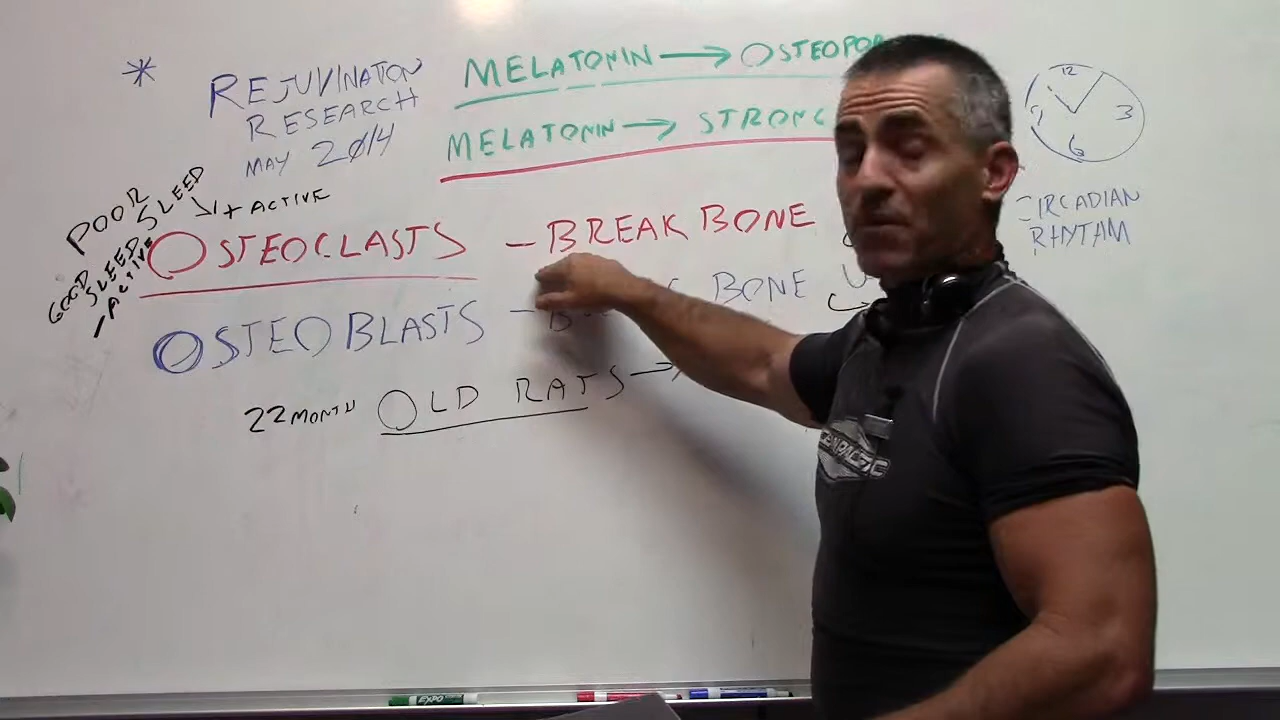 *
REJUVINATON
RESEARCH
MAY 2014
MELATONIN → OSTEOPO
MELATONIN → STRONG
12
3
6
9
CIRCADIAN
RHYTHM
POOR
SLEEP
+ ACTIVE
GOOD
SLEEP
- ACTIVE
OSTEOCLASTS - BREAK BONE
OSTEOBLASTS - BONE
22 MONTH OLD RATS →
EXPO